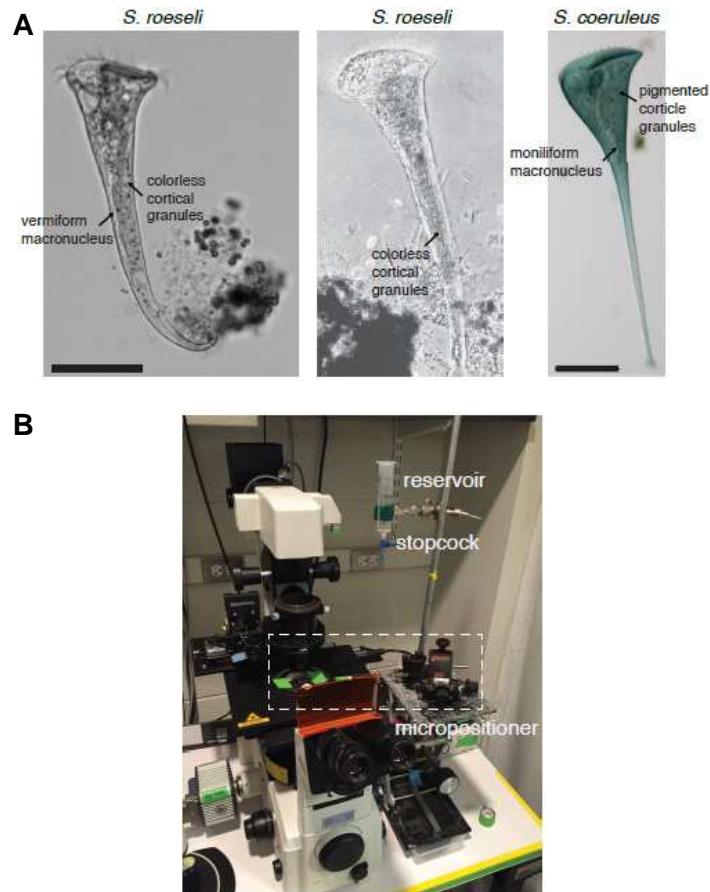 A
S. roeseli
S. roeseli
S. coeruleus
colorless
cortical
granules
vermiform
macronucleus
colorless
cortical
granules
pigmented
corticle
granules
moniliform
macronucleus
B
reservoir
stopcock
micropositioner